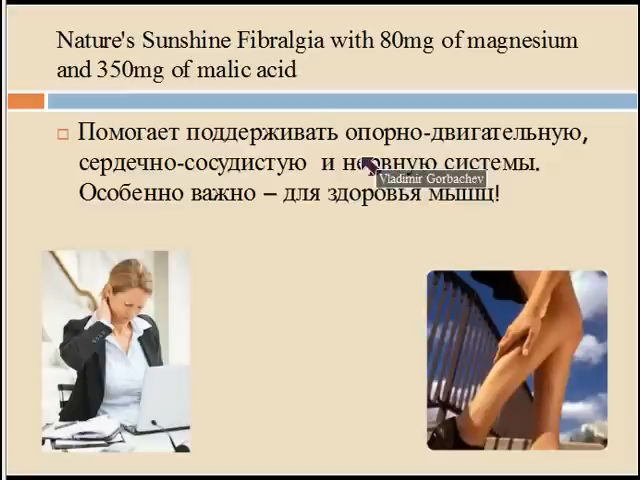 Nature's Sunshine Fibralgia with 80mg of magnesium
and 350mg of malic acid
Помогает поддерживать опорно-двигательную,
сердечно-сосудистую и нервную системы.
Vladimir Gorbachev
Особенно важно – для здоровья мышц!